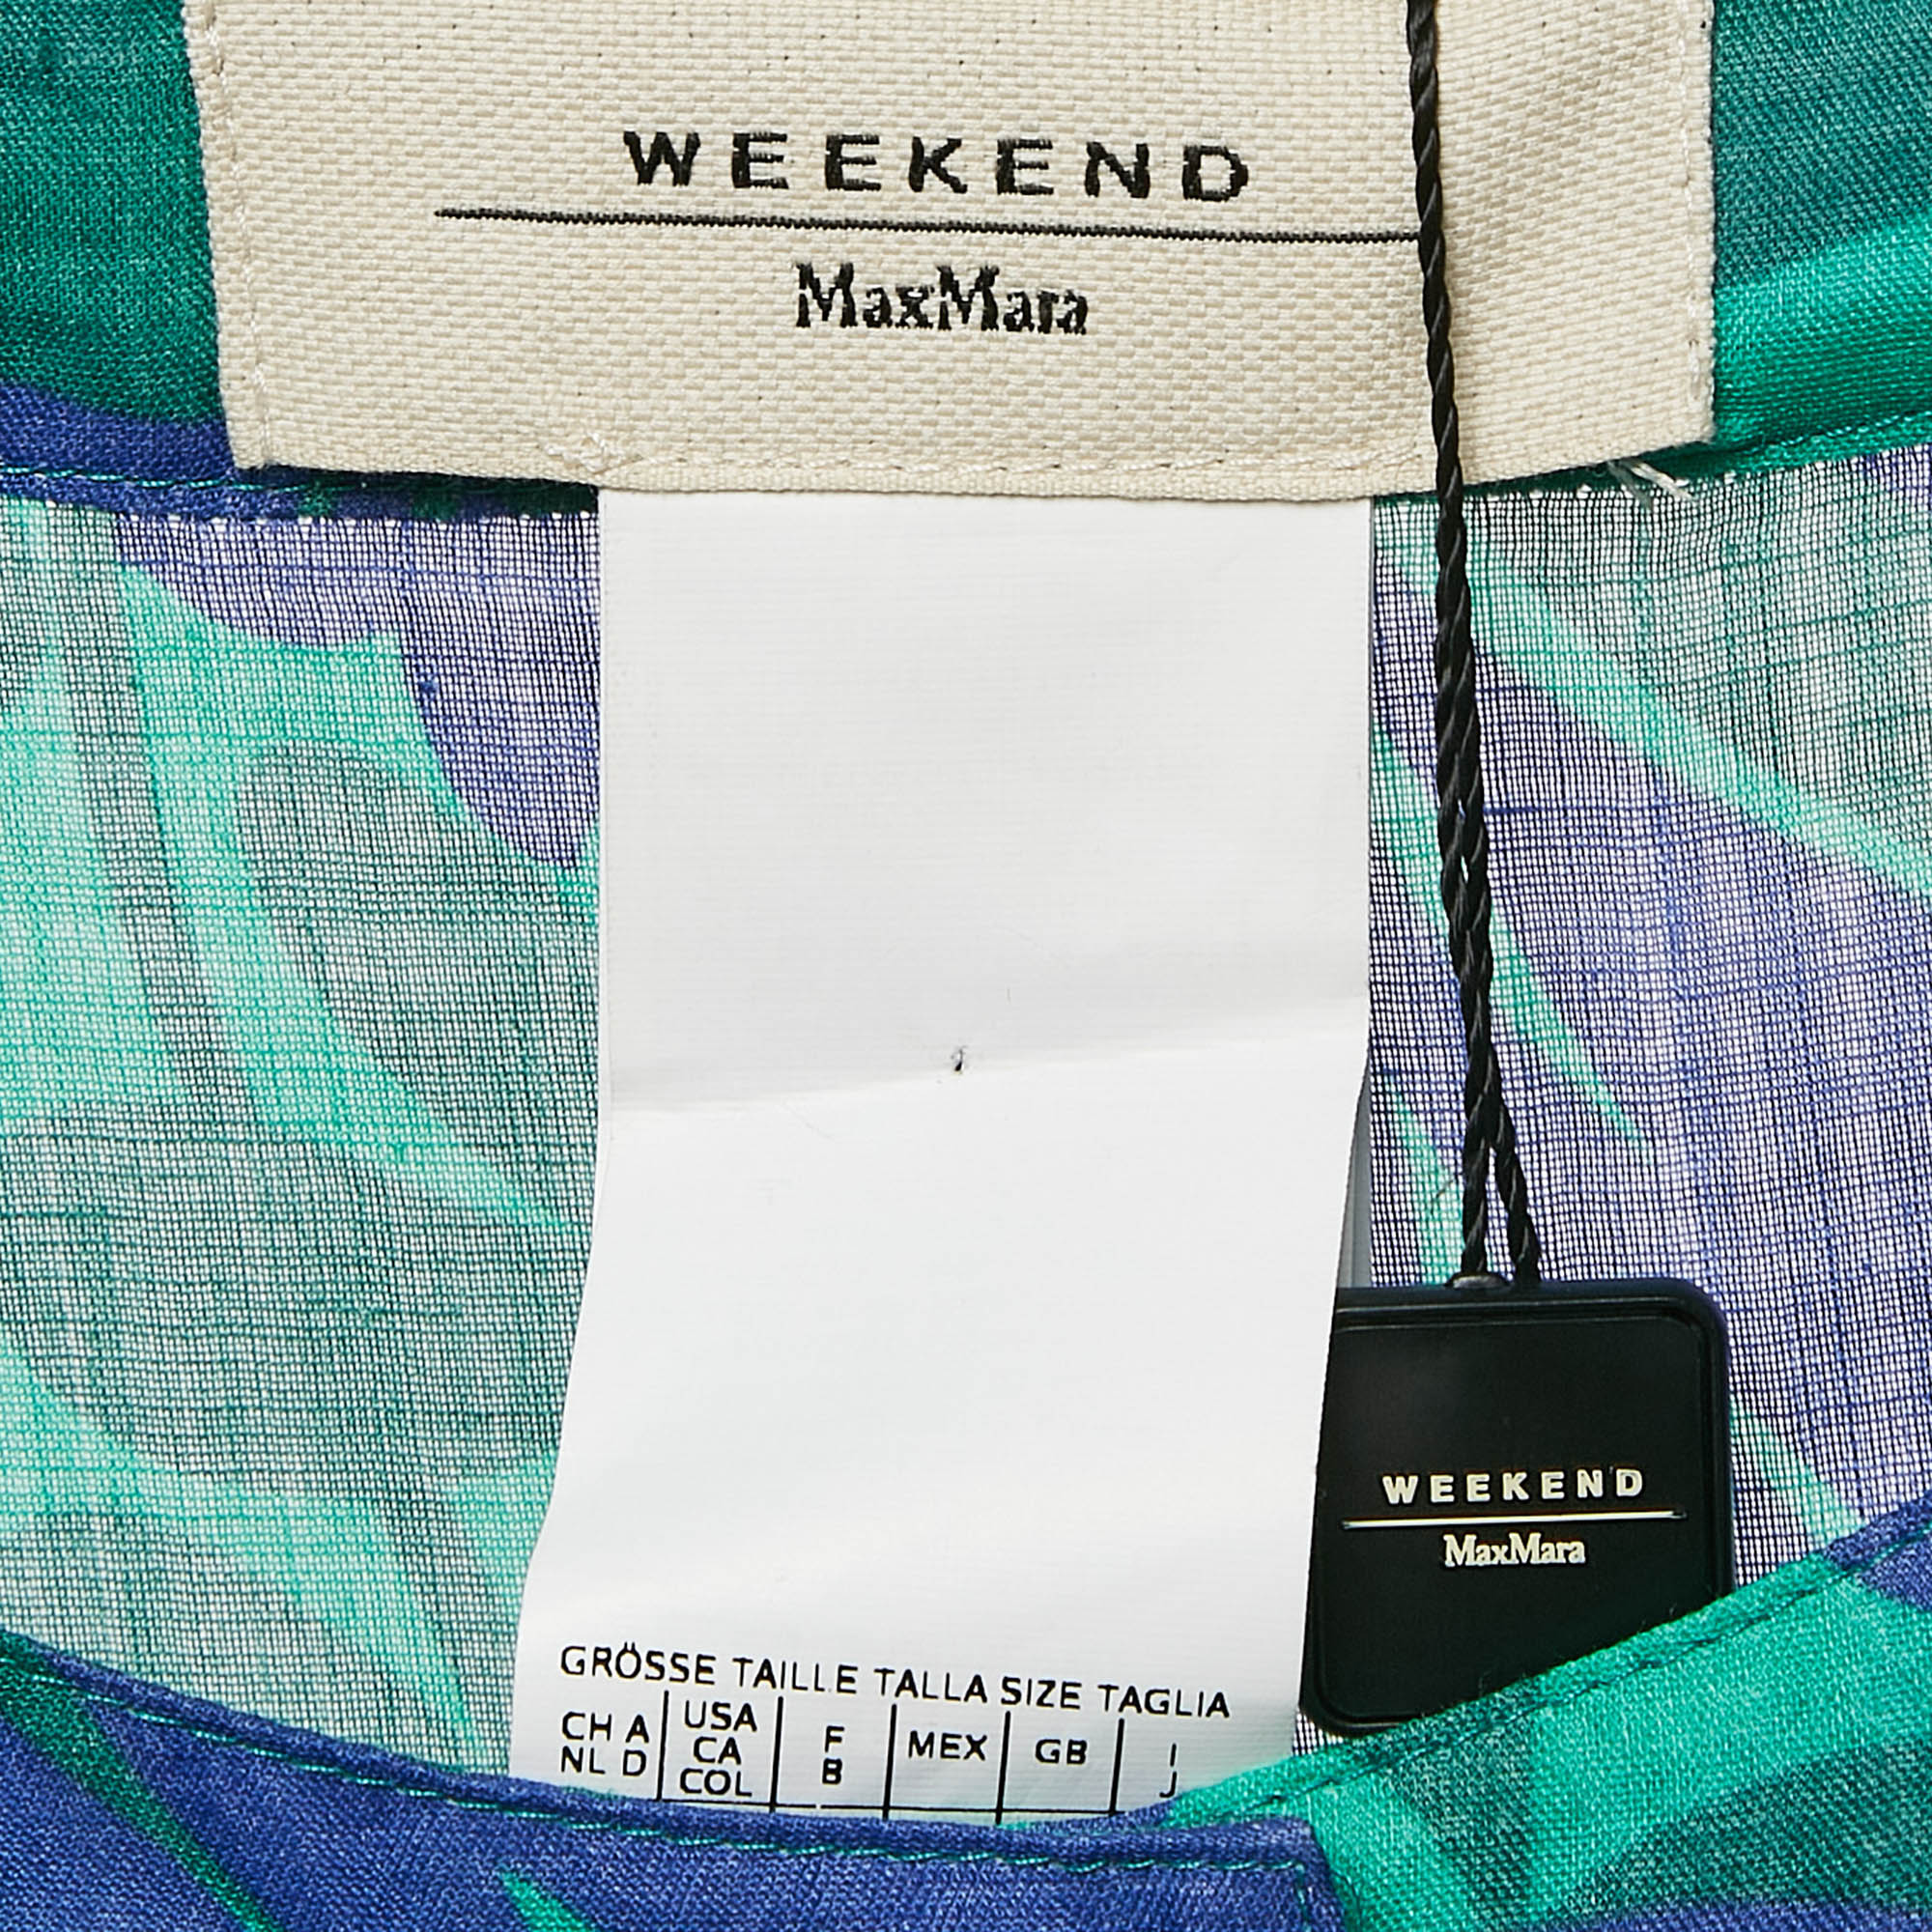 WEEKEND
MaxMara
WEEKEND
MaxMara
GRÖSSE TAILLE TALLA SIZE TAGLIA
CH A USA F MEX GB I
NL D CA B J
COL